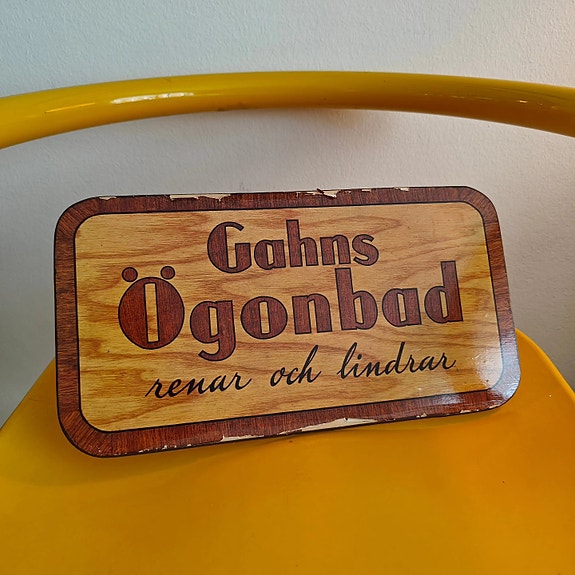 Gahns
Ögonbad
renar och lindrar